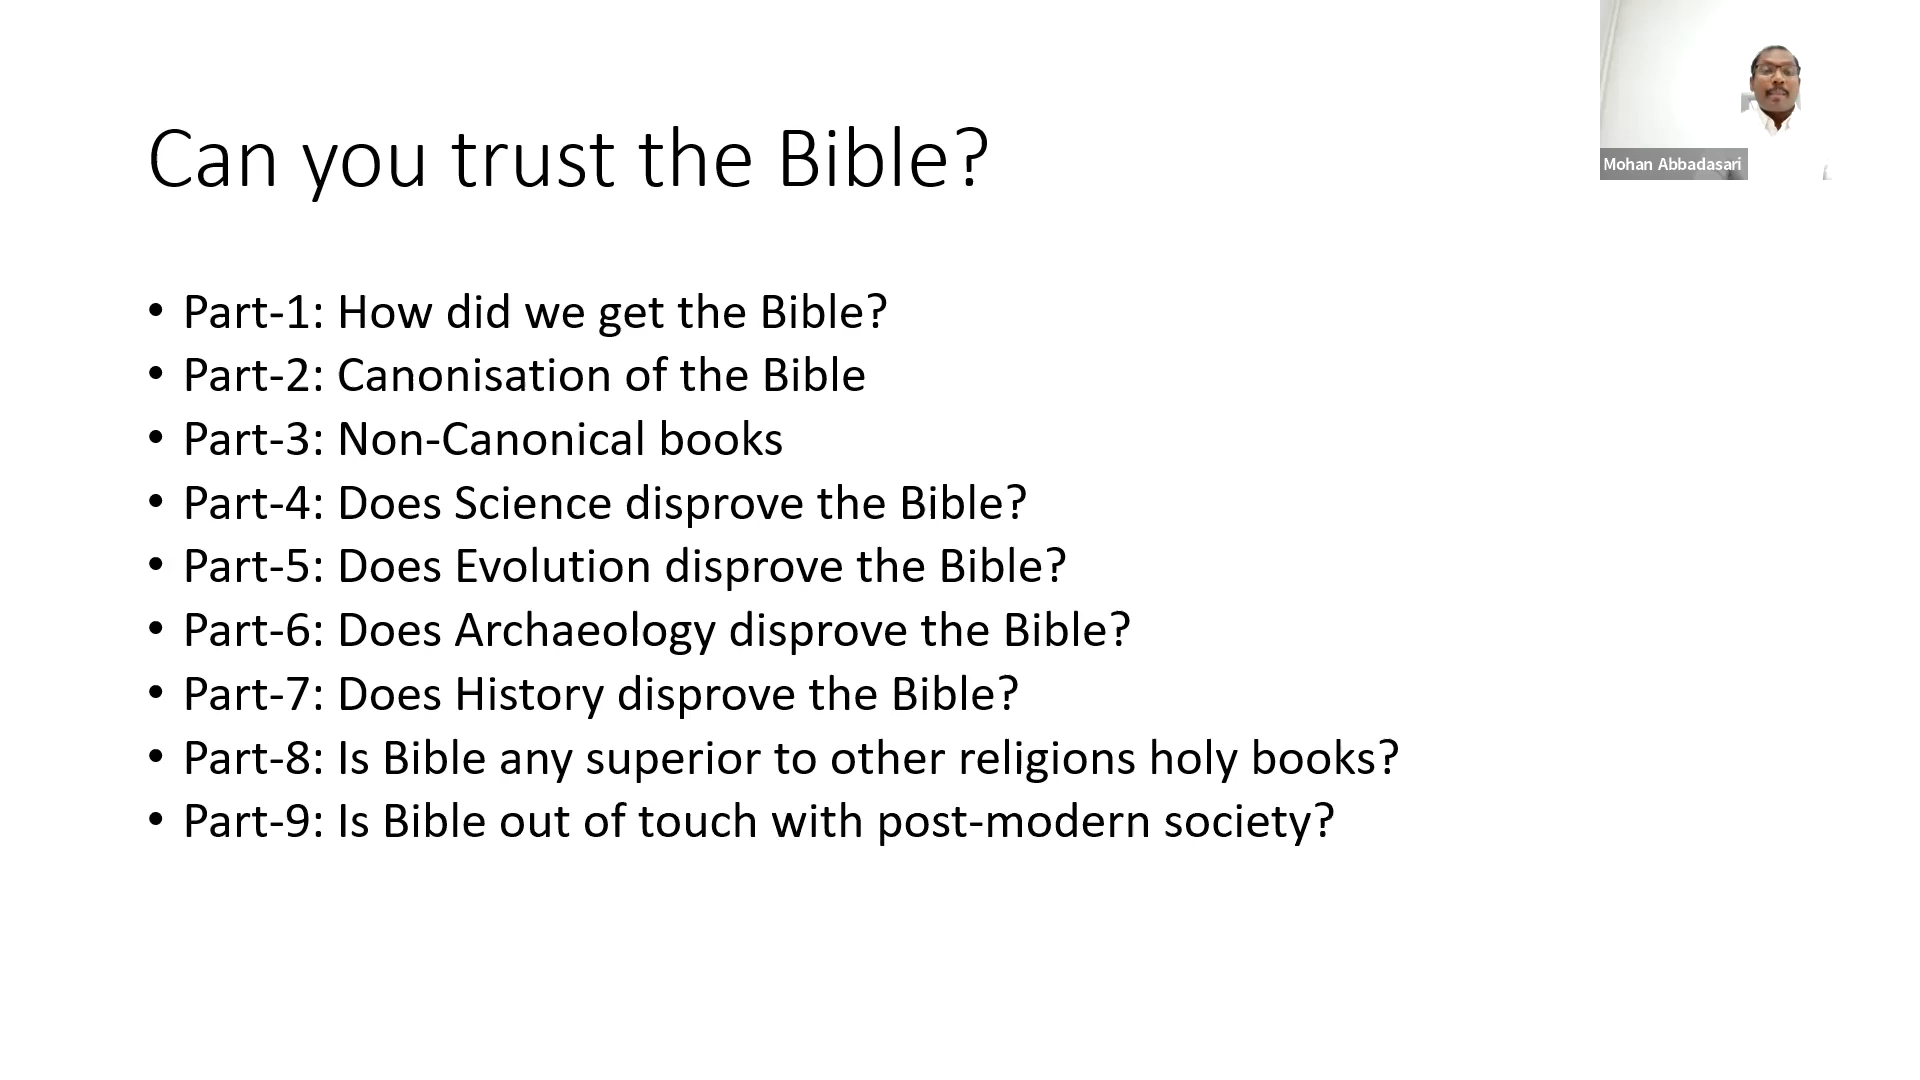 Can you trust the Bible?
Mohan Abbadasari
• Part-1: How did we get the Bible?
• Part-2: Canonisation of the Bible
• Part-3: Non-Canonical books
• Part-4: Does Science disprove the Bible?
• Part-5: Does Evolution disprove the Bible?
• Part-6: Does Archaeology disprove the Bible?
• Part-7: Does History disprove the Bible?
• Part-8: Is Bible any superior to other religions holy books?
• Part-9: Is Bible out of touch with post-modern society?